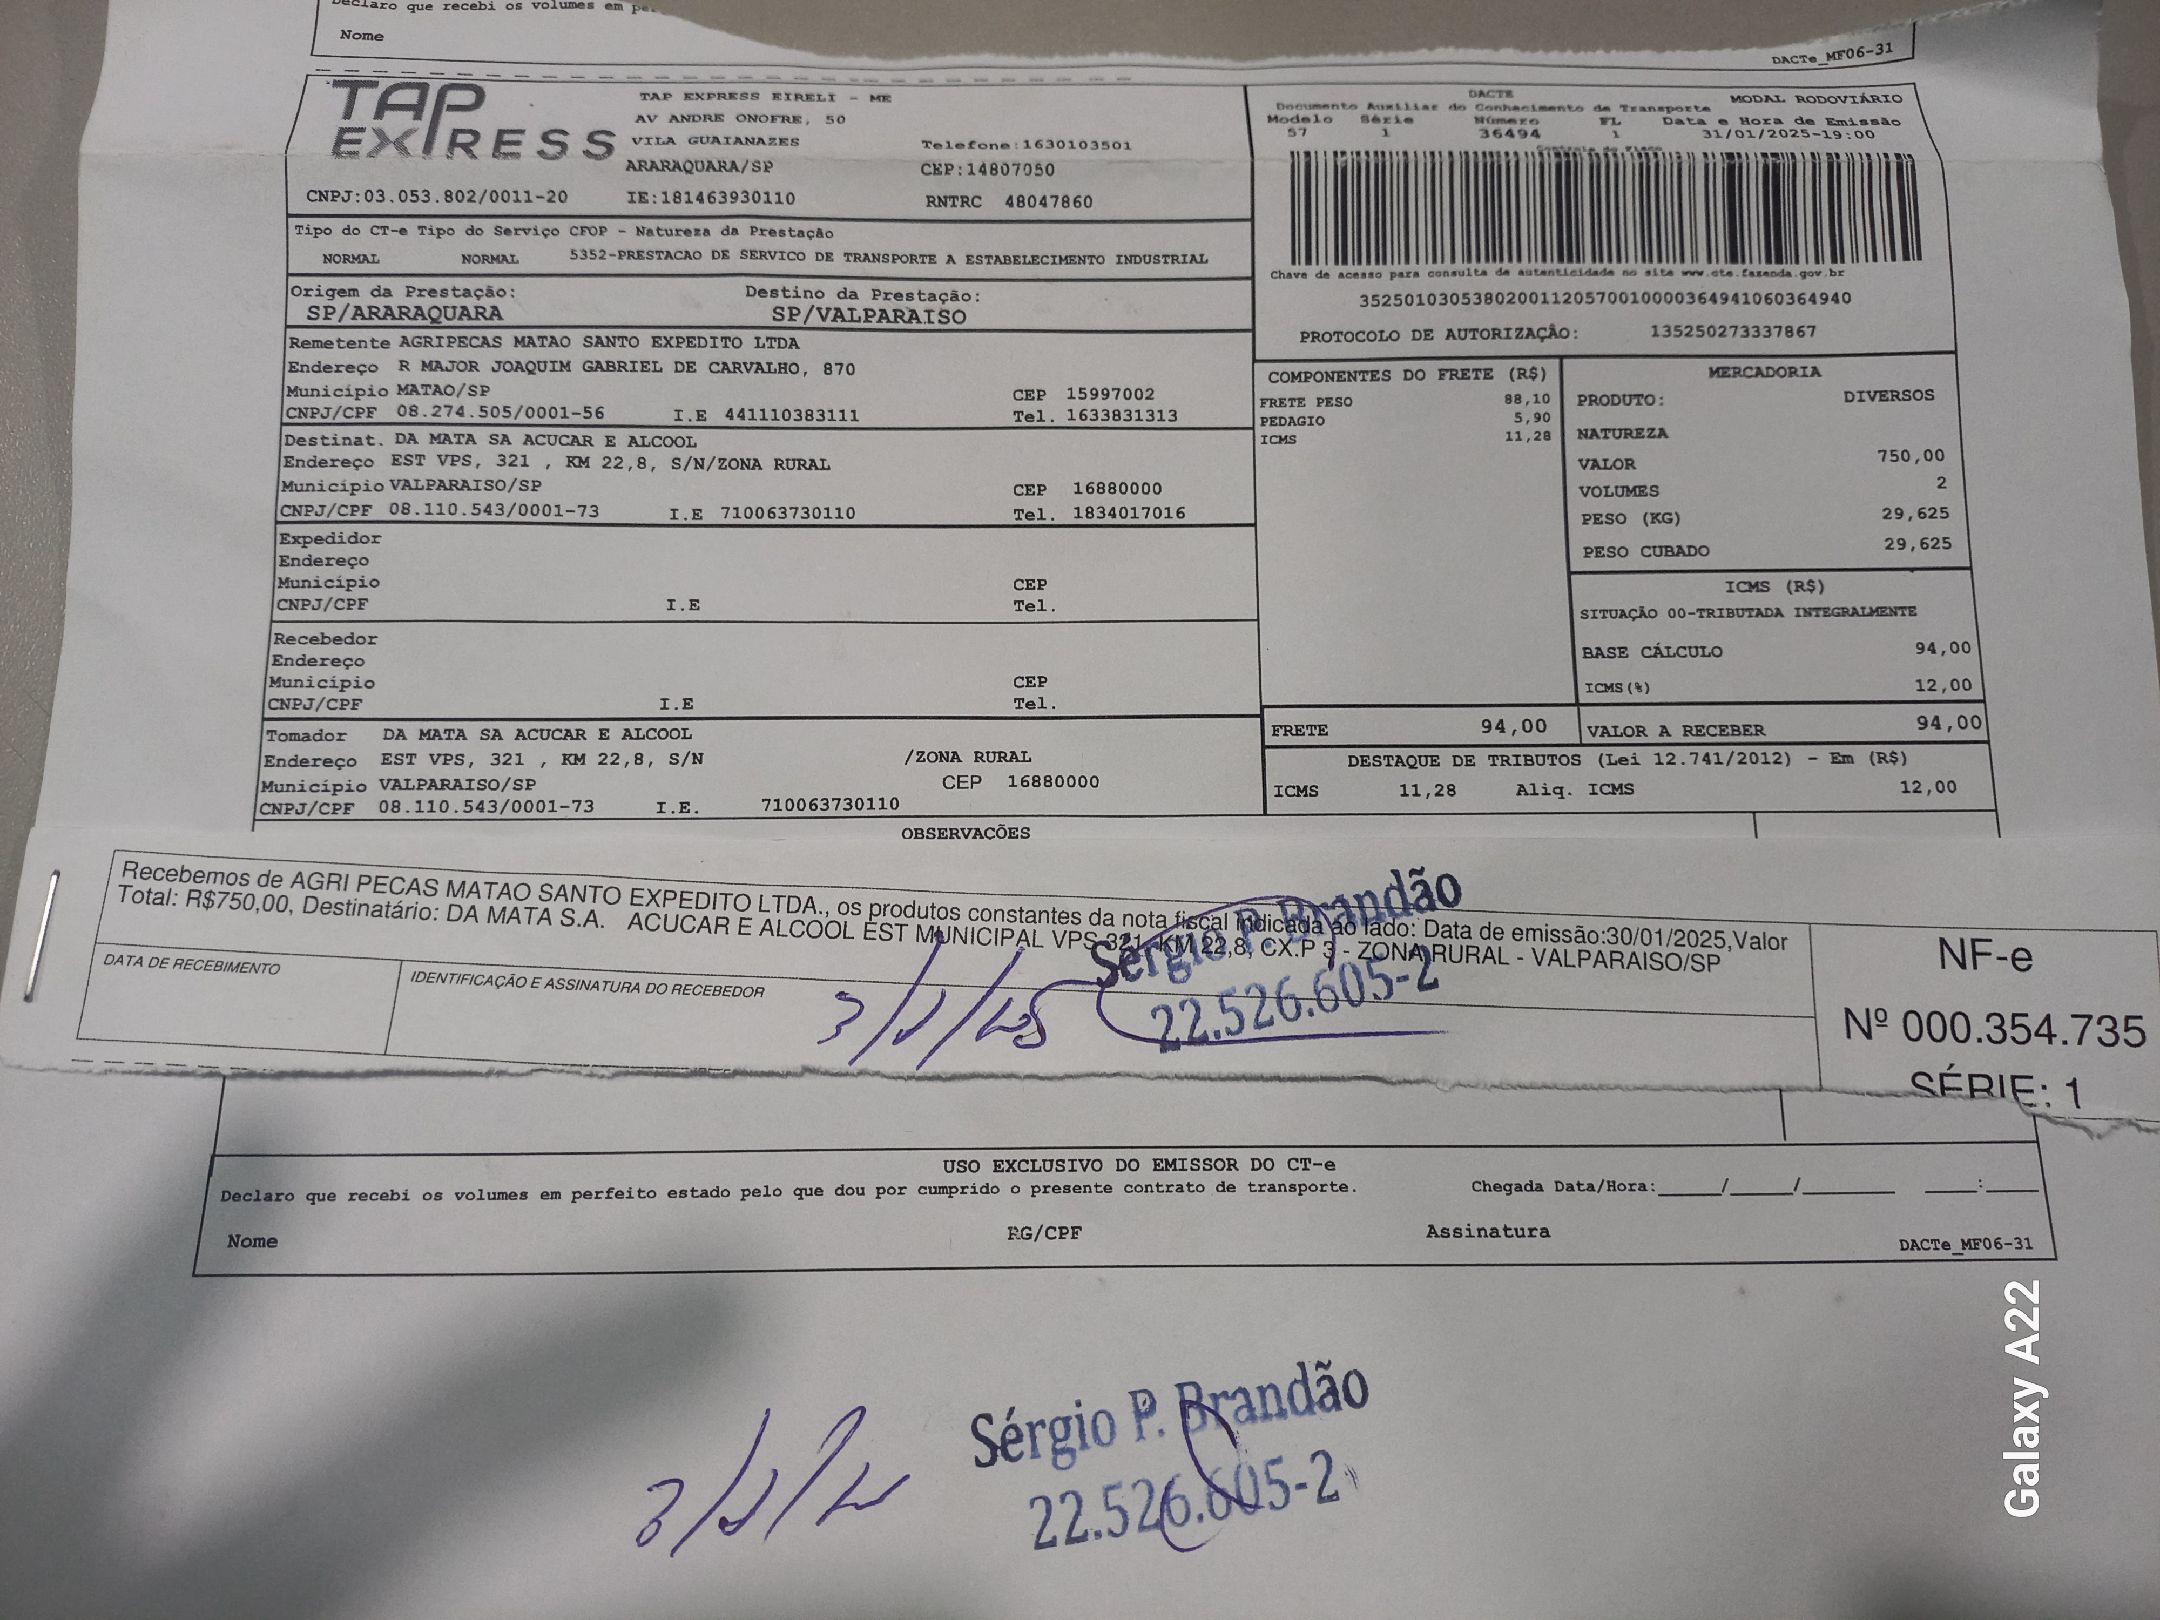 Declaro que recebi os volumes em
Nome
DACTe_MF06-31
TAP EXPRESS
TAP EXPRESS EIRELI - ME
AV ANDRE ONOFRE, 50
VILA GUAIANAZES Telefone:1630103501
ARARAQUARA/SP CEP:14807050
CNPJ:03.053.802/0011-20 IE:181463930110 RNTRC 48047860
DACTE
Documento Auxiliar do Conhecimento de Transporte MODAL RODOVIÁRIO
Modelo Série Número FL Data e Hora de Emissão
57 1 36494 1 31/01/2025-19:00
Controle do Fisco
Chave de acesso para consulta de autenticidade no site www.cte.fazenda.gov.br
35250103053802001120570010000364941060364940
PROTOCOLO DE AUTORIZAÇÃO: 135250273337867
Tipo do CT-e Tipo do Serviço CFOP - Natureza da Prestação
NORMAL NORMAL 5352-PRESTACAO DE SERVICO DE TRANSPORTE A ESTABELECIMENTO INDUSTRIAL
Origem da Prestação: Destino da Prestação:
SP/ARARAQUARA SP/VALPARAISO
Remetente AGRIPECAS MATAO SANTO EXPEDITO LTDA
Endereço R MAJOR JOAQUIM GABRIEL DE CARVALHO, 870
Município MATAO/SP CEP 15997002
CNPJ/CPF 08.274.505/0001-56 I.E 441110383111 Tel. 1633831313
Destinat. DA MATA SA ACUCAR E ALCOOL
Endereço EST VPS, 321 , KM 22,8, S/N/ZONA RURAL
Município VALPARAISO/SP CEP 16880000
CNPJ/CPF 08.110.543/0001-73 I.E 710063730110 Tel. 1834017016
Expedidor
Endereço
Município CEP
CNPJ/CPF I.E Tel.
Recebedor
Endereço
Município CEP
CNPJ/CPF I.E Tel.
Tomador DA MATA SA ACUCAR E ALCOOL
Endereço EST VPS, 321 , KM 22,8, S/N /ZONA RURAL
Município VALPARAISO/SP CEP 16880000
CNPJ/CPF 08.110.543/0001-73 I.E. 710063730110
COMPONENTES DO FRETE (R$)
FRETE PESO 88,10
PEDAGIO 5,90
ICMS 11,28
MERCADORIA
PRODUTO: DIVERSOS
NATUREZA
VALOR 750,00
VOLUMES 2
PESO (KG) 29,625
PESO CUBADO 29,625
ICMS (R$)
SITUAÇÃO 00-TRIBUTADA INTEGRALMENTE
BASE CÁLCULO 94,00
ICMS(%) 12,00
FRETE 94,00 VALOR A RECEBER 94,00
DESTAQUE DE TRIBUTOS (Lei 12.741/2012) - Em (R$)
ICMS 11,28 Aliq. ICMS 12,00
OBSERVAÇÕES
Recebemos de AGRI PECAS MATAO SANTO EXPEDITO LTDA., os produtos constantes da nota fiscal indicada ao lado: Data de emissão:30/01/2025,Valor
Total: R$750,00, Destinatário: DA MATA S.A. ACUCAR E ALCOOL EST MUNICIPAL VPS 321, KM 22,8, CX.P 3 - ZONA RURAL - VALPARAISO/SP
DATA DE RECEBIMENTO
IDENTIFICAÇÃO E ASSINATURA DO RECEBEDOR
Sérgio P. Brandão
22.526.605-2
NF-e
Nº 000.354.735
SÉRIE: 1
USO EXCLUSIVO DO EMISSOR DO CT-e
Declaro que recebi os volumes em perfeito estado pelo que dou por cumprido o presente contrato de transporte. Chegada Data/Hora:_____/_____/_______ ____:____
Nome RG/CPF Assinatura
DACTe_MF06-31
Sérgio P. Brandão
22.526.605-2
Galaxy A22